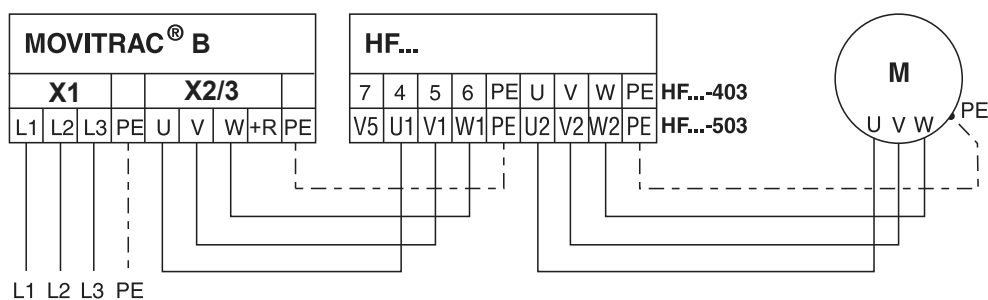 MOVITRAC® B
X1 X2/3
L1 L2 L3 PE U V W +R PE
L1 L2 L3 PE
HF...
7 4 5 6 PE U V W PE HF...-403
V5 U1 V1 W1 PE U2 V2 W2 PE HF...-503
M
U V W PE